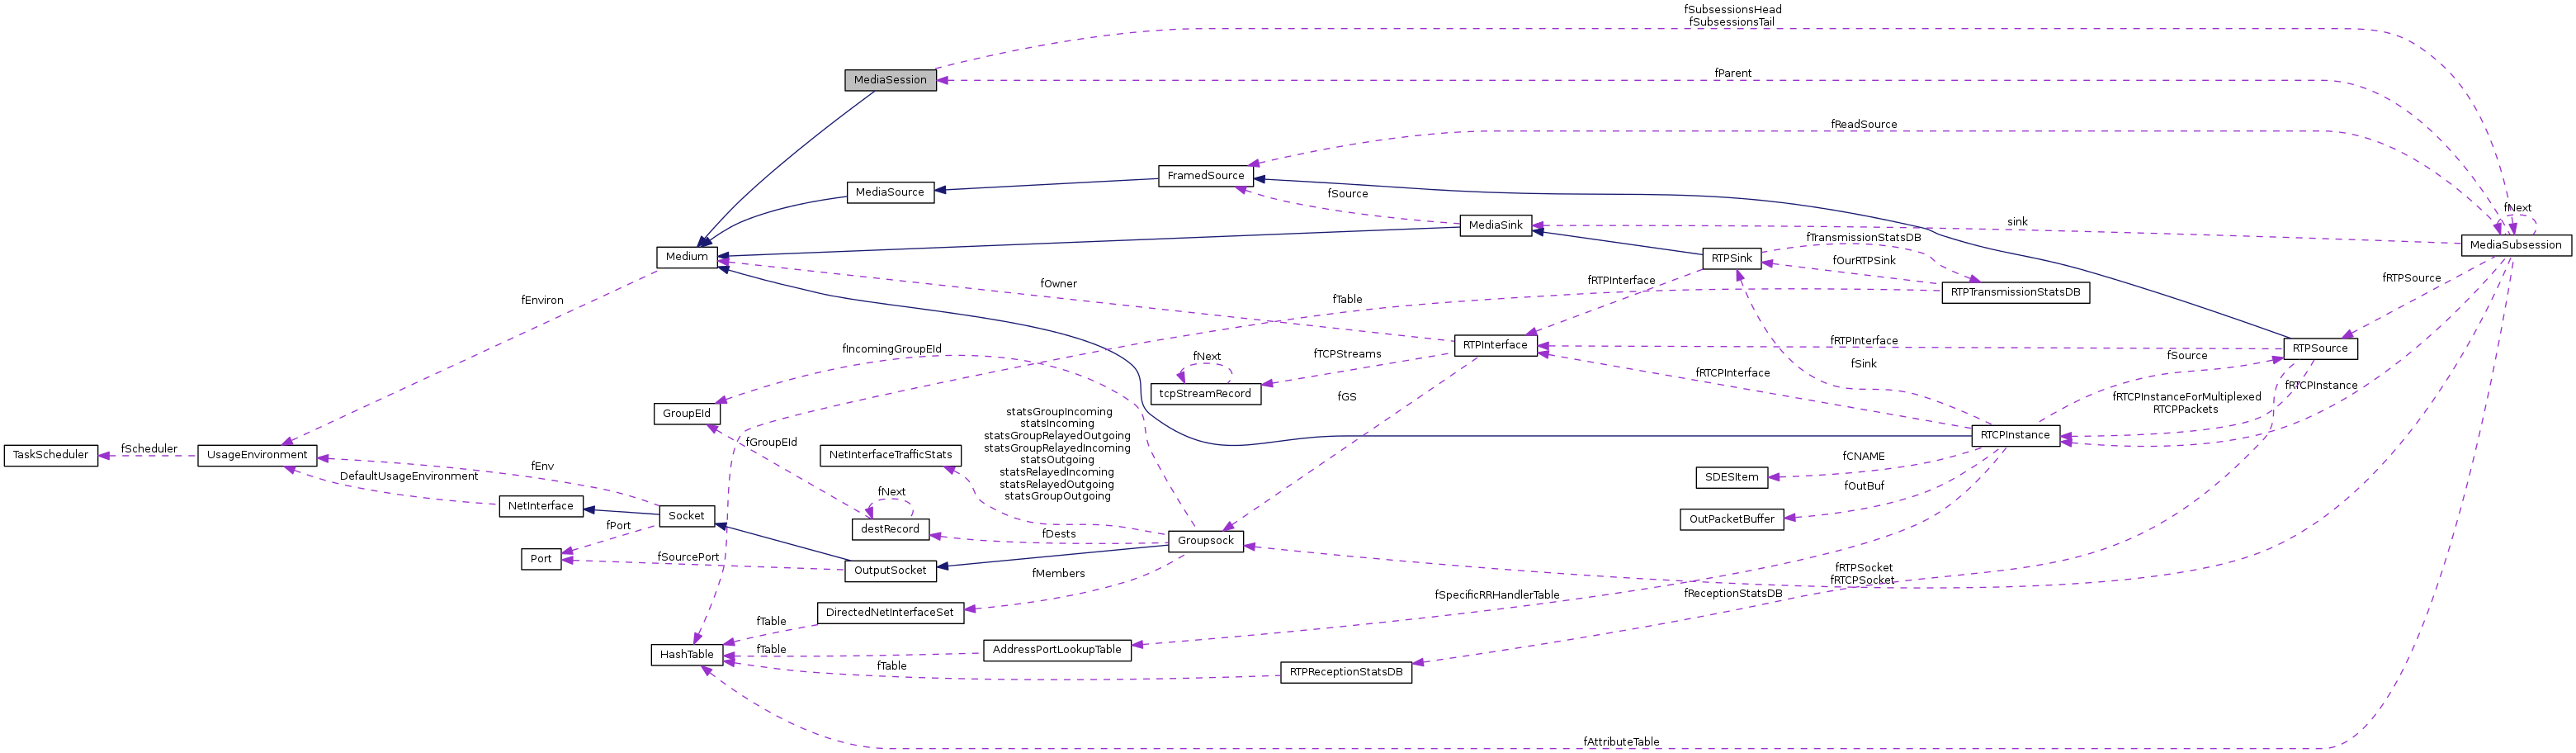 fSubsessionsHead
fSubsessionsTail
MediaSession
fParent
fReadSource
FramedSource
MediaSource
fSource
fNext
MediaSink
sink
MediaSubsession
fTransmissionStatsDB
Medium
RTPSink
fOurRTPSink
fRTPSource
fOwner
fRTPInterface
RTPTransmissionStatsDB
fEnviron
fTable
fIncomingGroupEId
RTPInterface
fRTPInterface
RTPSource
fNext
fTCPStreams
fSource
fSink
fRTCPInterface
fRTCPInstance
tcpStreamRecord
fGS
fRTCPInstanceForMultiplexed
RTCPPackets
GroupEId
statsGroupIncoming
statsIncoming
statsGroupRelayedOutgoing
statsGroupRelayedIncoming
statsOutgoing
statsRelayedIncoming
statsRelayedOutgoing
statsGroupOutgoing
fGroupEId
RTCPInstance
fScheduler
TaskScheduler
UsageEnvironment
NetInterfaceTrafficStats
fCNAME
fEnv
DefaultUsageEnvironment
SDESItem
fOutBuf
fNext
NetInterface
Socket
OutPacketBuffer
fPort
destRecord
fDests
Groupsock
fSourcePort
Port
OutputSocket
fMembers
fRTPSocket
fRTCPSocket
fSpecificRRHandlerTable
fReceptionStatsDB
DirectedNetInterfaceSet
fTable
HashTable
fTable
AddressPortLookupTable
fTable
RTPReceptionStatsDB
fAttributeTable